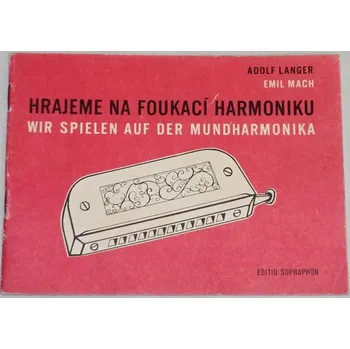 ADOLF LANGER
EMIL MACH
HRAJEME NA FOUKACÍ HARMONIKU
WIR SPIELEN AUF DER MUNDHARMONIKA
EDITIO SUPRAPHON